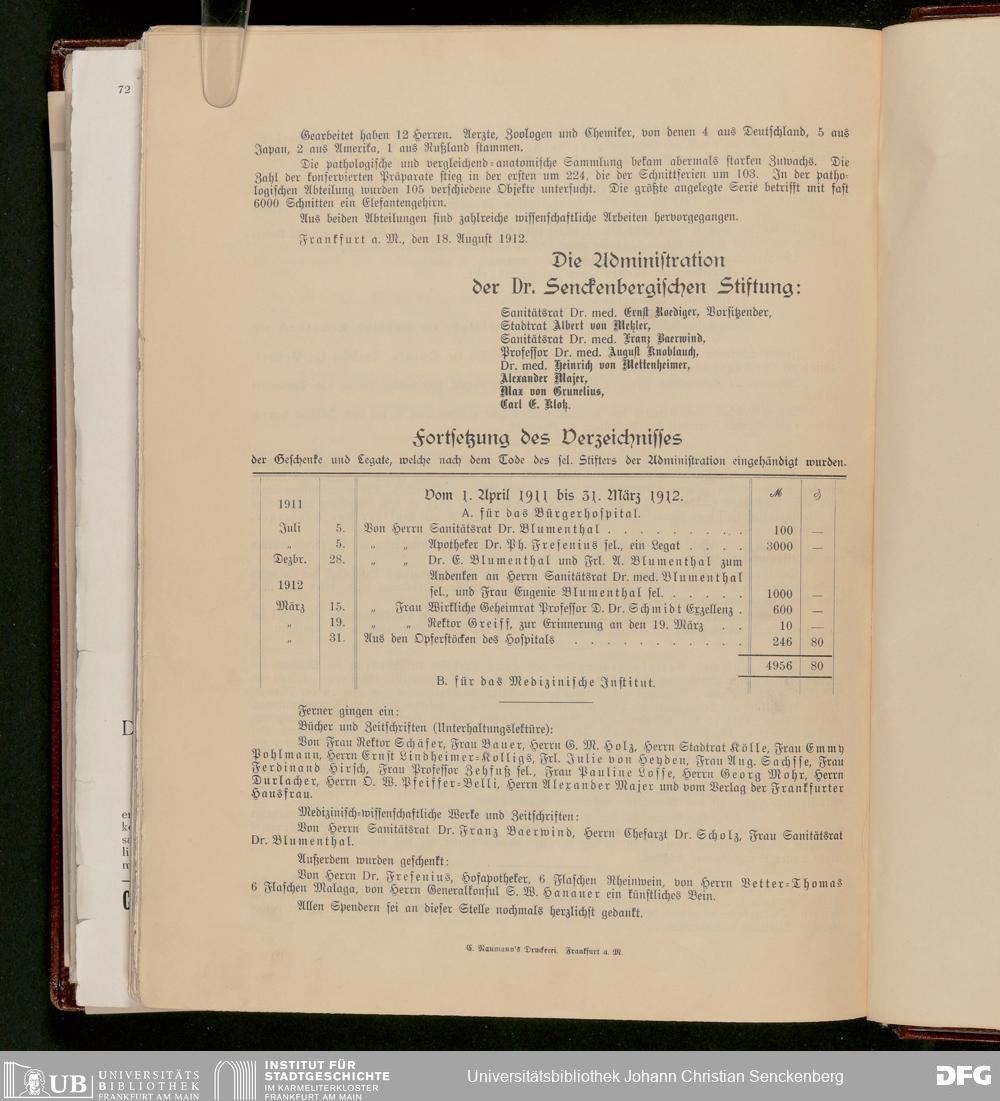 72
Gearbeitet haben 12 Herren. Aerzte, Zoologen und Chemiker, von denen 4 aus Deutschland, 5 aus
Japan, 2 aus Amerika, 1 aus Rußland stammen.
Die pathologische und vergleichend-anatomische Sammlung bekam abermals starken Zuwachs. Die
Zahl der konservierten Präparate stieg in der ersten um 224, die der Schnittserien um 103. In der patho-
logischen Abteilung wurden 105 verschiedene Objekte untersucht. Die größte angelegte Serie betrifft mit fast
6000 Schnitten ein Elefantengehirn.
Aus beiden Abteilungen sind zahlreiche wissenschaftliche Arbeiten hervorgegangen.
Frankfurt a. M., den 18. August 1912.
Die Administration
der Dr. Senckenbergischen Stiftung:
Sanitätsrat Dr. med. Ernst Roediger, Vorsitzender,
Stadtrat Albert von Metzler,
Sanitätsrat Dr. med. Franz Baerwind,
Professor Dr. med. August Knoblauch,
Dr. med. Heinrich von Mettenheimer,
Alexander Majer,
Max von Grunelius,
Carl E. Klotz.
Fortsetzung des Verzeichnisses
der Geschenke und Legate, welche nach dem Tode des sel. Stifters der Administration eingehändigt wurden.
Vom 1. April 1911 bis 31. März 1912. ℳ ₰
1911
A. für das Bürgerhospital.
Juli 5. Von Herrn Sanitätsrat Dr. Blumenthal . . . . . . . . . 100 —
„ 5. „ „ Apotheker Dr. Ph. Fresenius sel., ein Legat . . . . 3000 —
Dezbr. 28. „ „ Dr. E. Blumenthal und Frl. A. Blumenthal zum
Andenken an Herrn Sanitätsrat Dr. med. Blumenthal
1912
sel., und Frau Eugenie Blumenthal sel. . . . . . 1000 —
März 15. „ Frau Wirkliche Geheimrat Professor D. Dr. Schmidt Exzellenz . 600 —
„ 19. „ „ Rektor Greiff, zur Erinnerung an den 19. März . . 10 —
„ 31. Aus den Opferstöcken des Hospitals . . . . . . . . . . . 246 80
4956 80
B. für das Medizinische Institut.
Ferner gingen ein:
Bücher und Zeitschriften (Unterhaltungslektüre):
Von Frau Rektor Schäfer, Frau Bauer, Herrn G. M. Holz, Herrn Stadtrat Kölle, Frau Emmy
Pohlmann, Herrn Ernst Lindheimer-Kolligs, Frl. Julie von Heyden, Frau Aug. Sachsse, Frau
Ferdinand Hirsch, Frau Professor Zehfuß sel., Frau Pauline Losse, Herrn Georg Mohr, Herrn
Durlacher, Herrn O. W. Pfeiffer-Belli, Herrn Alexander Majer und vom Verlag der Frankfurter
Hausfrau.
Medizinisch-wissenschaftliche Werke und Zeitschriften:
Von Herrn Sanitätsrat Dr. Franz Baerwind, Herrn Chefarzt Dr. Scholz, Frau Sanitätsrat
Dr. Blumenthal.
Außerdem wurden geschenkt:
Von Herrn Dr. Fresenius, Hofapotheker, 6 Flaschen Rheinwein, von Herrn Vetter-Thomas
6 Flaschen Malaga, von Herrn Generalkonsul S. W. Hanauer ein künstliches Bein.
Allen Spendern sei an dieser Stelle nochmals herzlichst gedankt.
C. Naumann's Druckerei. Frankfurt a. M.
UB UNIVERSITÄTS
BIBLIOTHEK
FRANKFURT AM MAIN
INSTITUT FÜR
STADTGESCHICHTE
IM KARMELITERKLOSTER
FRANKFURT AM MAIN
Universitätsbibliothek Johann Christian Senckenberg
DFG